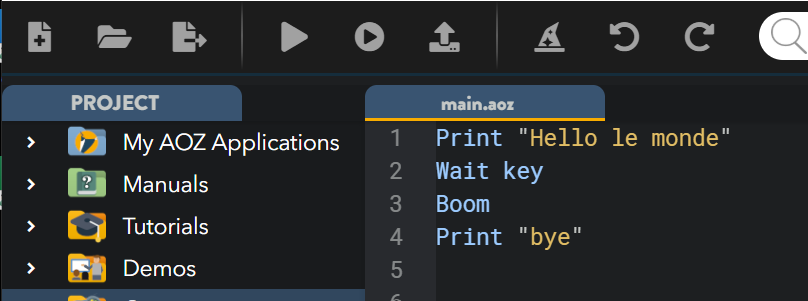 PROJECT
My AOZ Applications
Manuals
Tutorials
Demos
main.aoz
1 Print "Hello le monde"
2 Wait key
3 Boom
4 Print "bye"
5